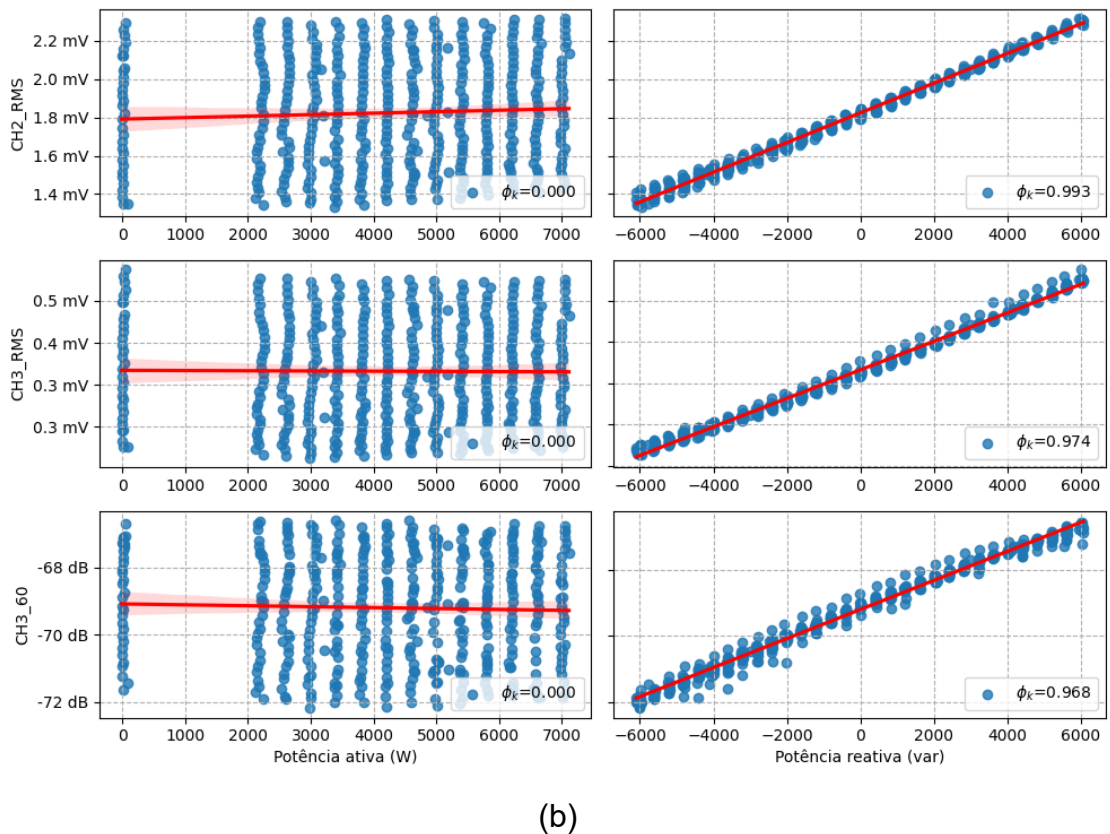 CH2_RMS
2.2 mV
2.0 mV
1.8 mV
1.6 mV
1.4 mV
ϕk=0.000
0 1000 2000 3000 4000 5000 6000 7000
ϕk=0.993
−6000 −4000 −2000 0 2000 4000 6000
CH3_RMS
0.5 mV
0.4 mV
0.3 mV
0.3 mV
ϕk=0.000
0 1000 2000 3000 4000 5000 6000 7000
ϕk=0.974
−6000 −4000 −2000 0 2000 4000 6000
CH3_60
-68 dB
-70 dB
-72 dB
ϕk=0.000
0 1000 2000 3000 4000 5000 6000 7000
Potência ativa (W)
ϕk=0.968
−6000 −4000 −2000 0 2000 4000 6000
Potência reativa (var)
(b)